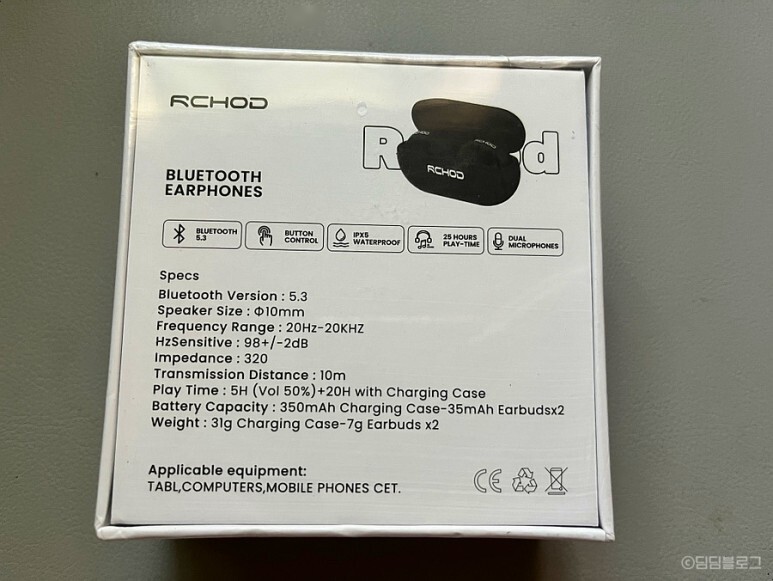 RCHOD
R d
RCHOD
BLUETOOTH
EARPHONES
BLUETOOTH
5.3
BUTTON
CONTROL
IPX5
WATERPROOF
25 HOURS
PLAY-TIME
DUAL
MICROPHONES
Specs
Bluetooth Version : 5.3
Speaker Size : Φ10mm
Frequency Range : 20Hz-20KHZ
HzSensitive : 98+/-2dB
Impedance : 320
Transmission Distance : 10m
Play Time : 5H (Vol 50%)+20H with Charging Case
Battery Capacity : 350mAh Charging Case-35mAh Earbudsx2
Weight : 31g Charging Case-7g Earbuds x2
Applicable equipment:
TABL,COMPUTERS,MOBILE PHONES CET.
CE
©딤딤블로그